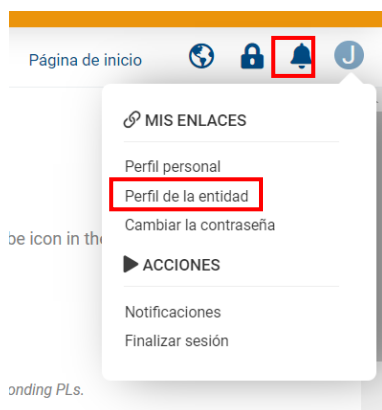 Página de inicio
J
MIS ENLACES
Perfil personal
Perfil de la entidad
be icon in th
Cambiar la contraseña
ACCIONES
Notificaciones
Finalizar sesión
onding PLs.